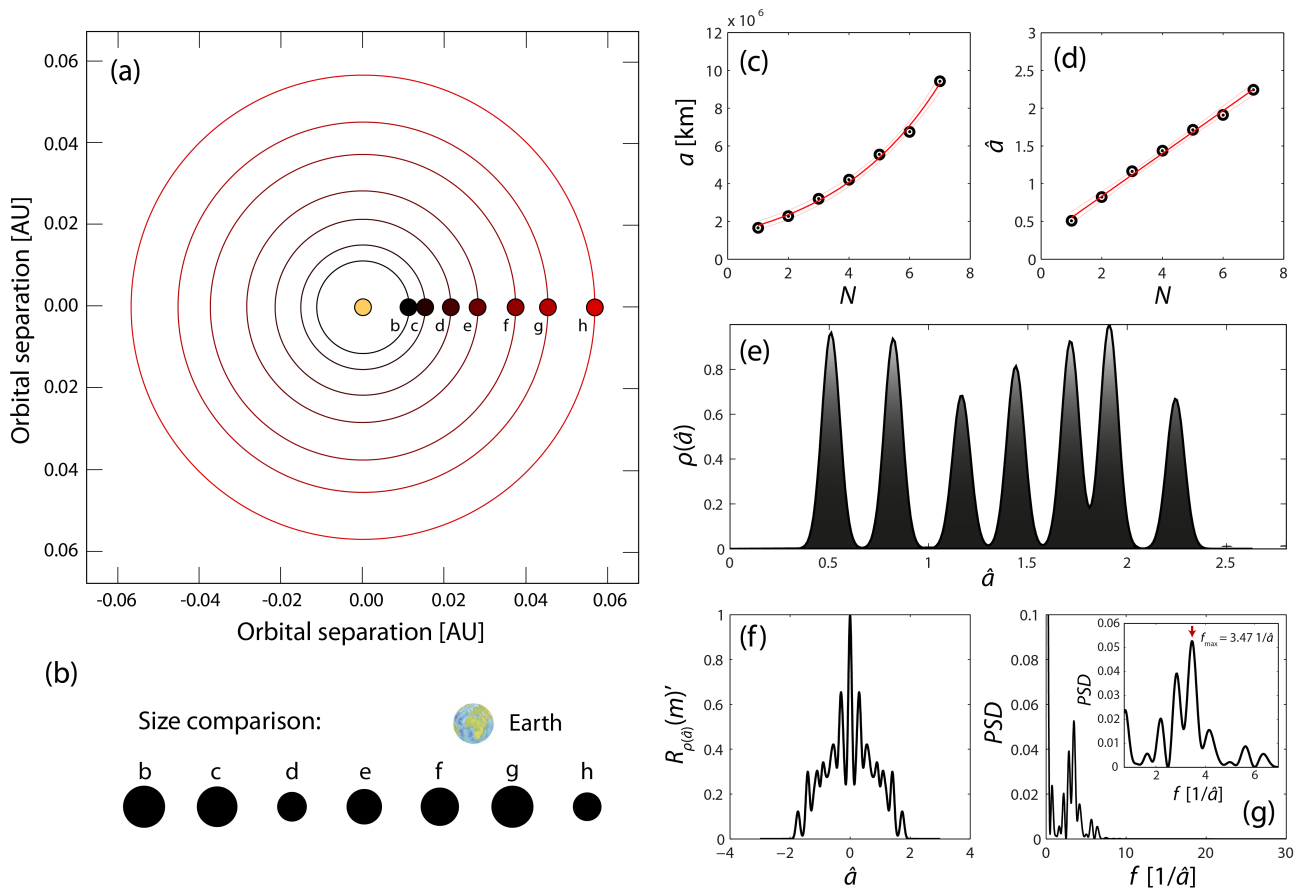 (a)
Orbital separation [AU]
0.06
0.04
0.02
0.00
0.02
0.04
0.06
b c d e f g h
-0.06 -0.04 -0.02 0.00 0.02 0.04 0.06
Orbital separation [AU]
(b)
Size comparison: Earth
b c d e f g h
x 10 6
(c)
a [km]
12
10
8
6
4
2
0
0 2 4 6 8
N
(d)
â
3
2.5
2
1.5
1
0.5
0
0 2 4 6 8
N
(e)
ρ(â)
0.8
0.6
0.4
0.2
0
0 0.5 1 1.5 2 2.5
â
(f)
Rρ(â)(m)′
1
0.8
0.6
0.4
0.2
0
−4 −2 0 2 4
â
PSD
0.1
0.08
0.06
0.04
0.02
0
0 10 20 30
f [1/â]
(g)
PSD
0.06
0.05
0.04
0.03
0.02
0.01
0
2 4 6
f [1/â]
fmax = 3.47 1/â